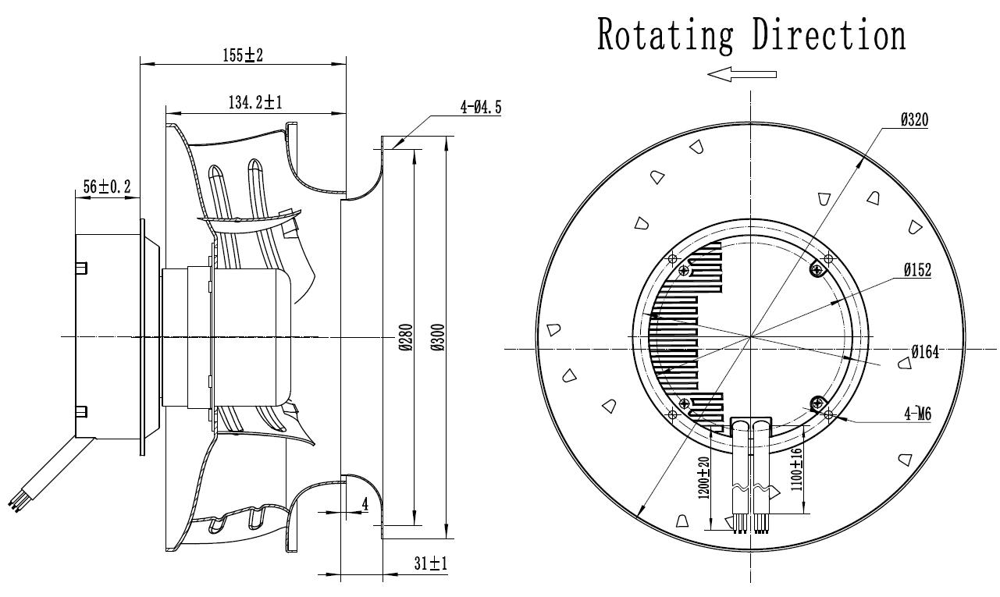 Rotating Direction
155±2
134.2±1
4-Ø4.5
56±0.2
Ø280
Ø300
4
31±1
Ø320
Ø152
Ø164
4-M6
1200±20
1100±16